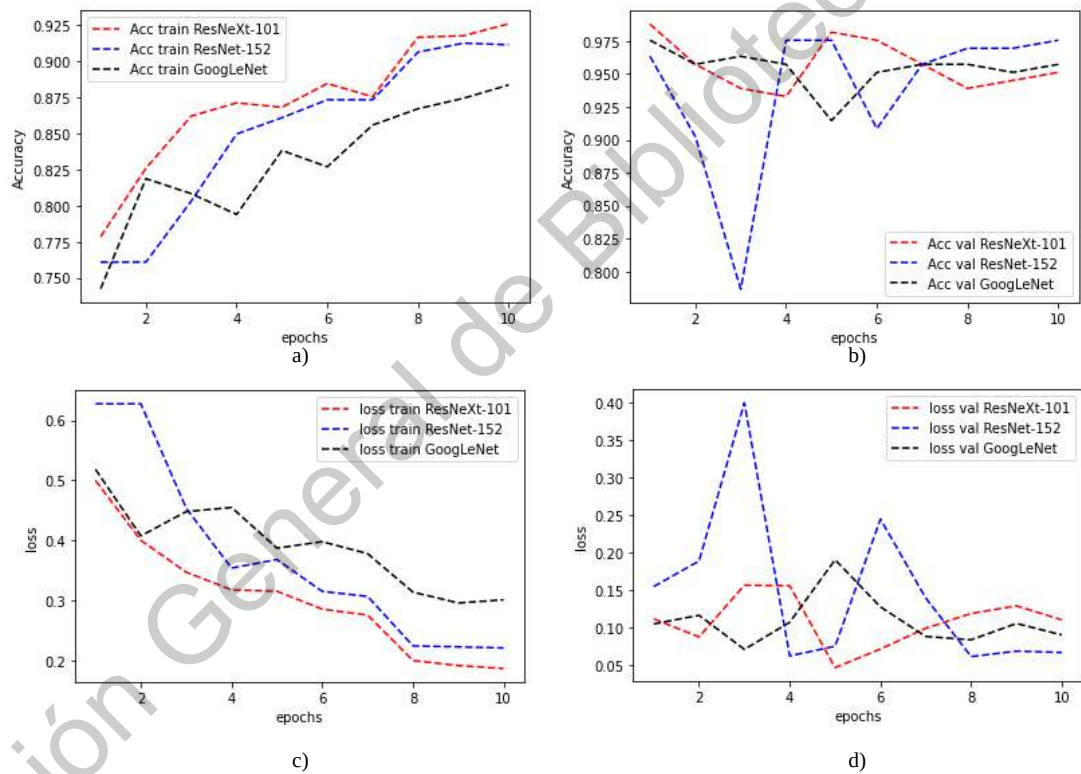 Acc train ResNeXt-101
Acc train ResNet-152
Acc train GoogLeNet
0.925
0.900
0.875
0.850
0.825
0.800
0.775
0.750
Accuracy
2 4 6 8 10
epochs
a)
0.975
0.950
0.925
0.900
0.875
0.850
0.825
0.800
Accuracy
Acc val ResNeXt-101
Acc val ResNet-152
Acc val GoogLeNet
2 4 6 8 10
epochs
b)
loss train ResNeXt-101
loss train ResNet-152
loss train GoogLeNet
0.6
0.5
0.4
0.3
0.2
loss
2 4 6 8 10
epochs
c)
loss val ResNeXt-101
loss val ResNet-152
loss val GoogLeNet
0.40
0.35
0.30
0.25
0.20
0.15
0.10
0.05
loss
2 4 6 8 10
epochs
d)
General de